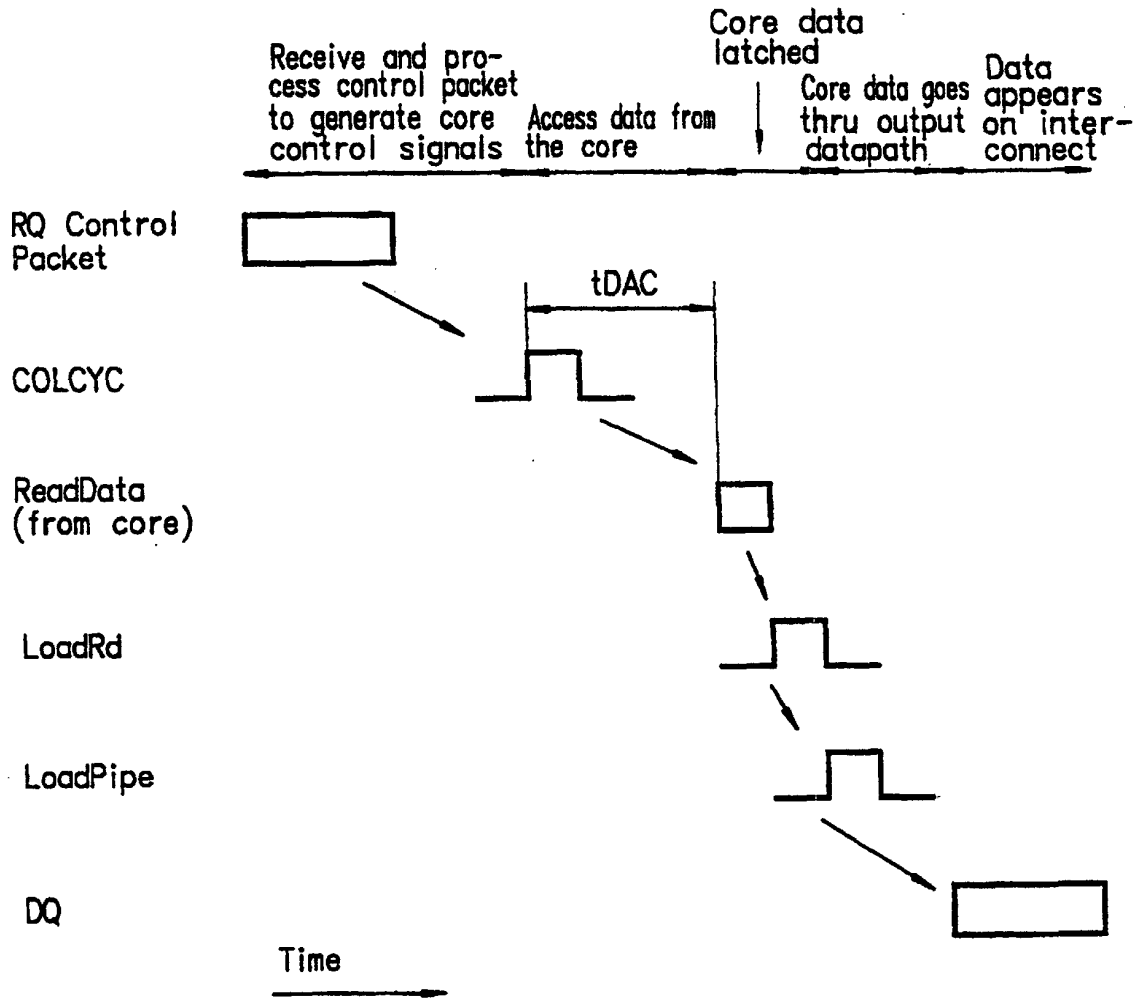 Receive and pro-
cess control packet
to generate core
control signals
Access data from
the core
Core data
latched
Core data goes
thru output
datapath
Data
appears
on inter-
connect
RQ Control
Packet
tDAC
COLCYC
ReadData
(from core)
LoadRd
LoadPipe
DQ
Time